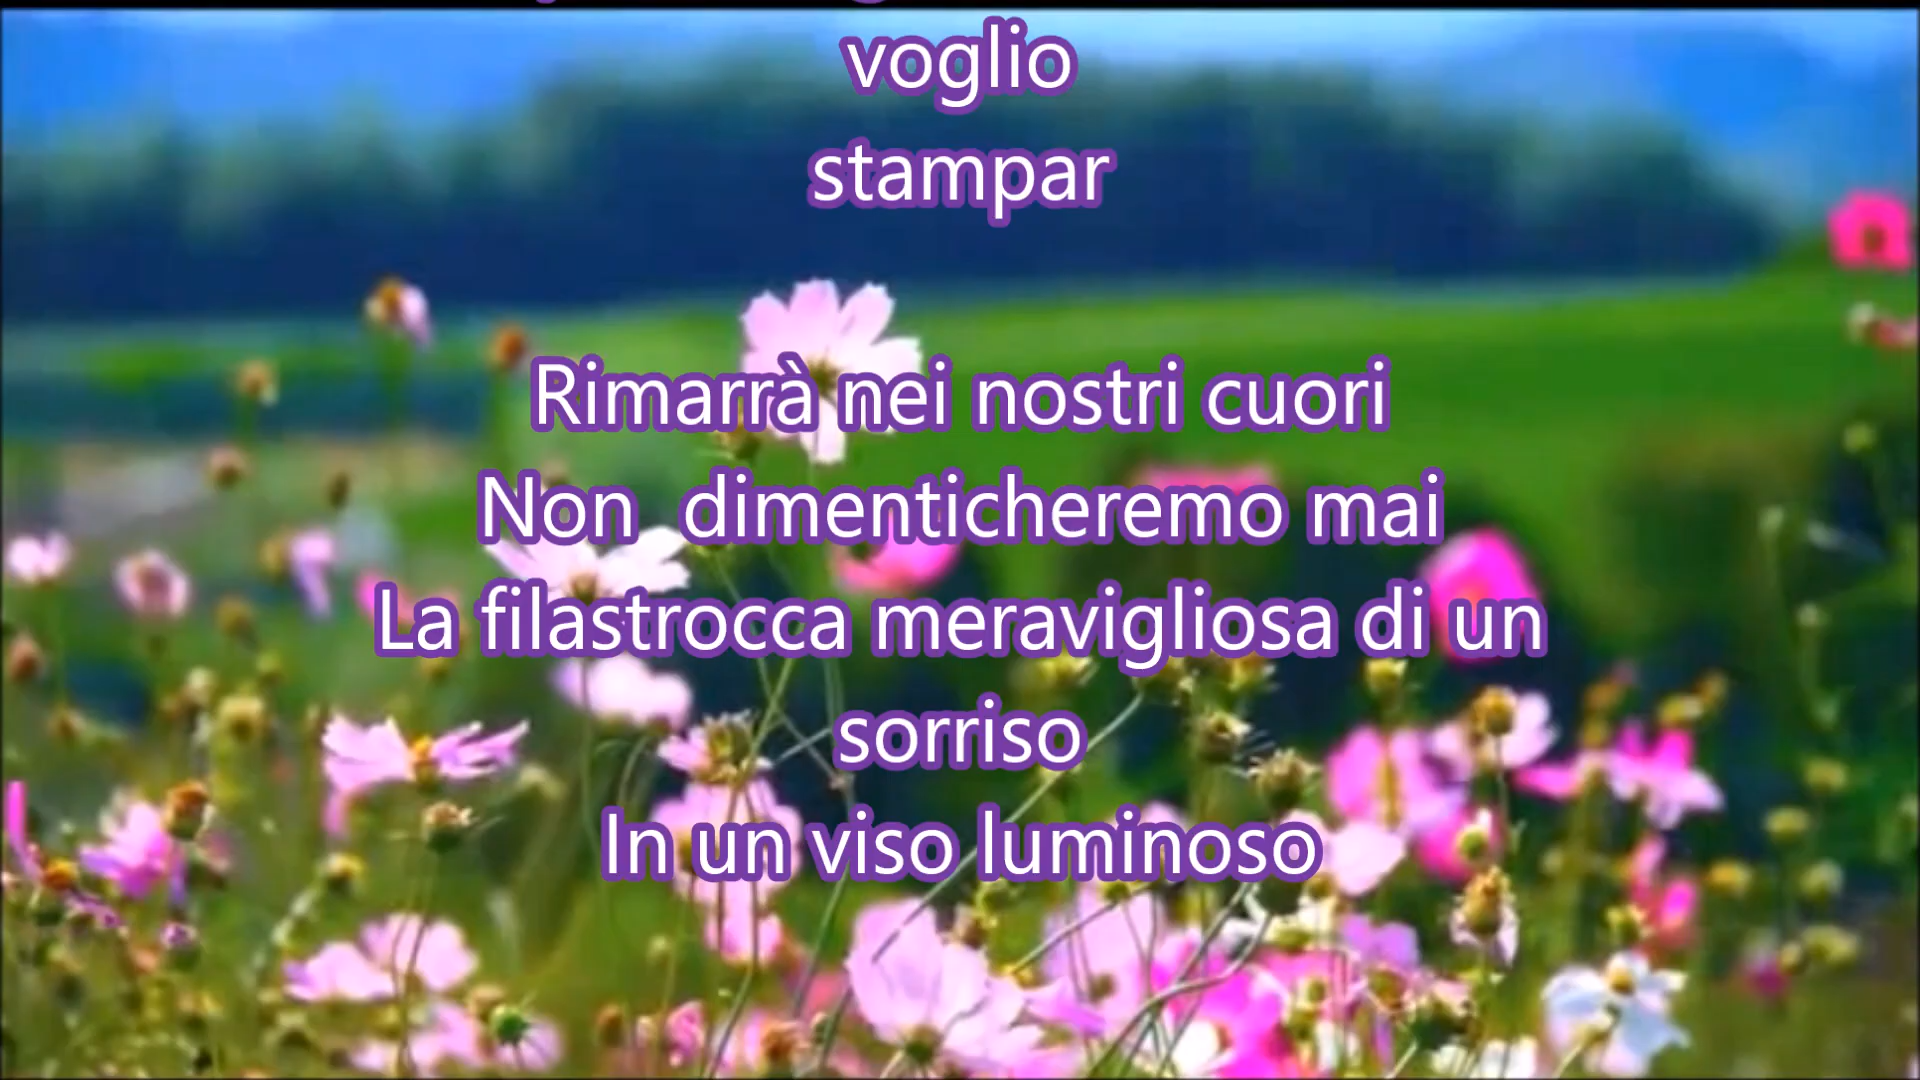 voglio
stampar
Rimarrà nei nostri cuori
Non  dimenticheremo mai
La filastrocca meravigliosa di un
sorriso
In un viso luminoso